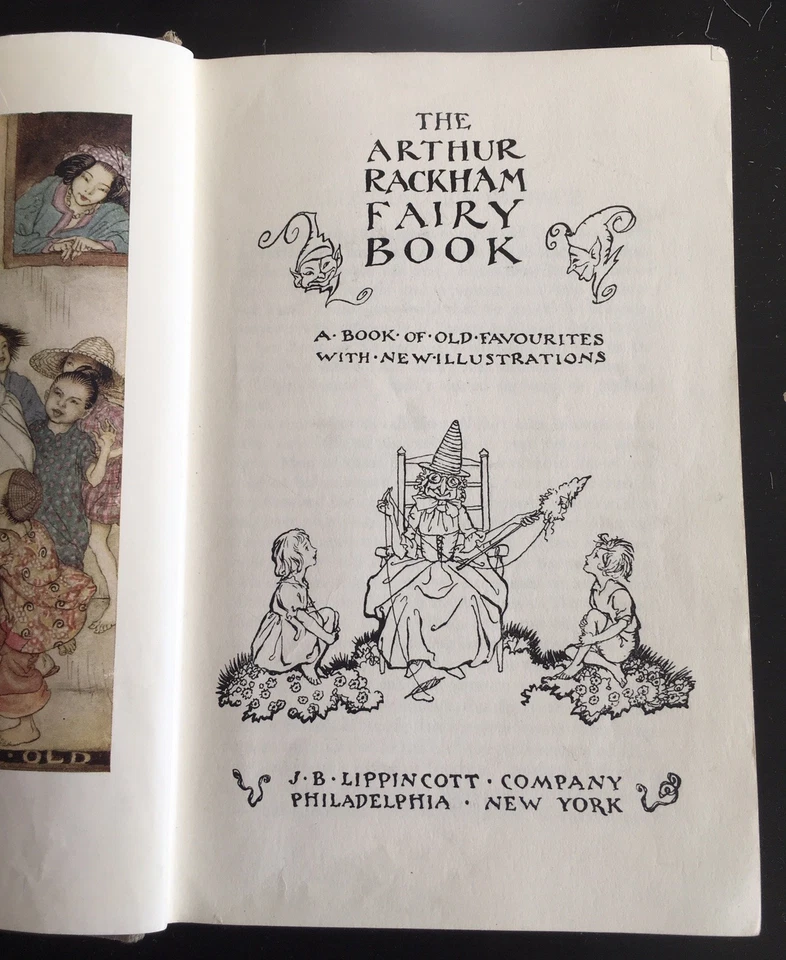 · OLD
THE
ARTHUR
RACKHAM
FAIRY
BOOK
A · BOOK · OF · OLD · FAVOURITES
WITH · NEW · ILLUSTRATIONS
J · B · LIPPINCOTT · COMPANY
PHILADELPHIA · NEW YORK